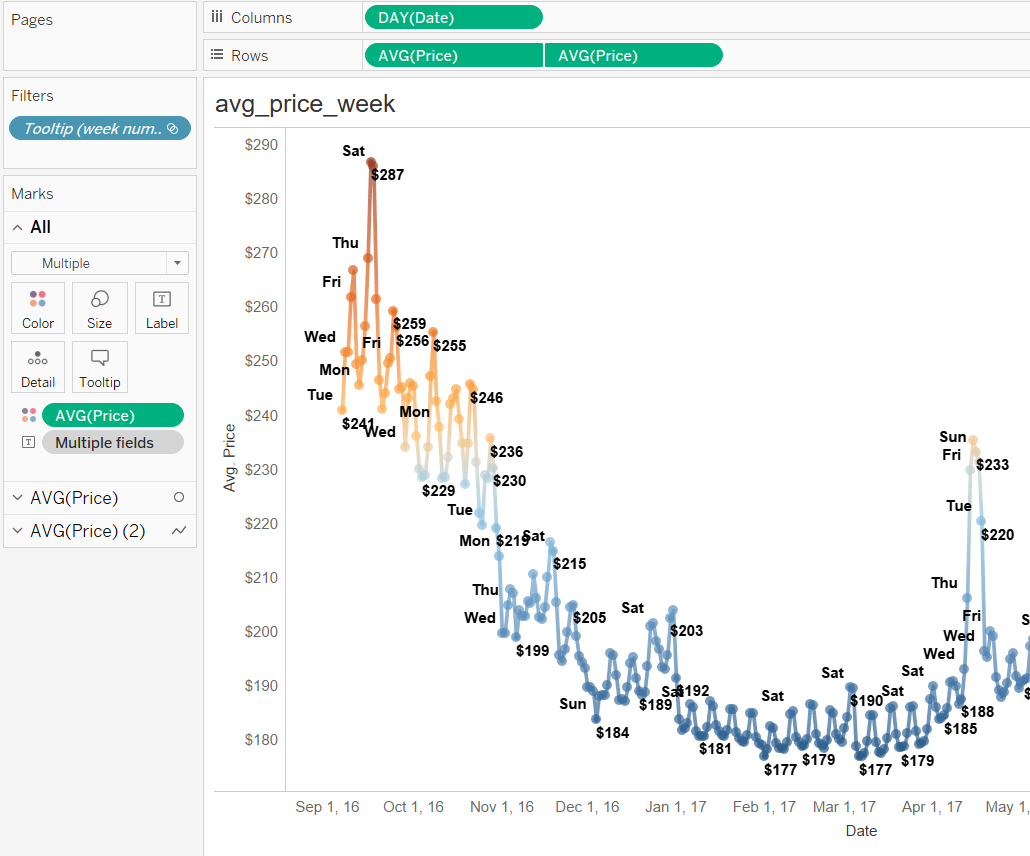 Pages
Columns
DAY(Date)
Rows
AVG(Price)
AVG(Price)
Filters
Tooltip (week num..
Marks
All
Multiple
Color
Size
Label
Detail
Tooltip
AVG(Price)
Multiple fields
AVG(Price)
AVG(Price) (2)
avg_price_week
Avg. Price
$290
$280
$270
$260
$250
$240
$230
$220
$210
$200
$190
$180
Sat
$287
Thu
Fri
Wed
Fri
$259
$256
$255
Mon
Tue
$241
Wed
Mon
$246
$236
$229
$230
Tue
Mon
$219
Sat
$215
Thu
Wed
$205
$199
Sat
$203
Sun
$184
$189
Sat
$192
$181
Sat
$177
$179
Sat
$190
Sat
Sat
$177
$179
Sun
Fri
$233
Tue
$220
Thu
Fri
Wed
Wed
$188
$185
S
$
Sep 1, 16
Oct 1, 16
Nov 1, 16
Dec 1, 16
Jan 1, 17
Feb 1, 17
Mar 1, 17
Apr 1, 17
May 1,
Date